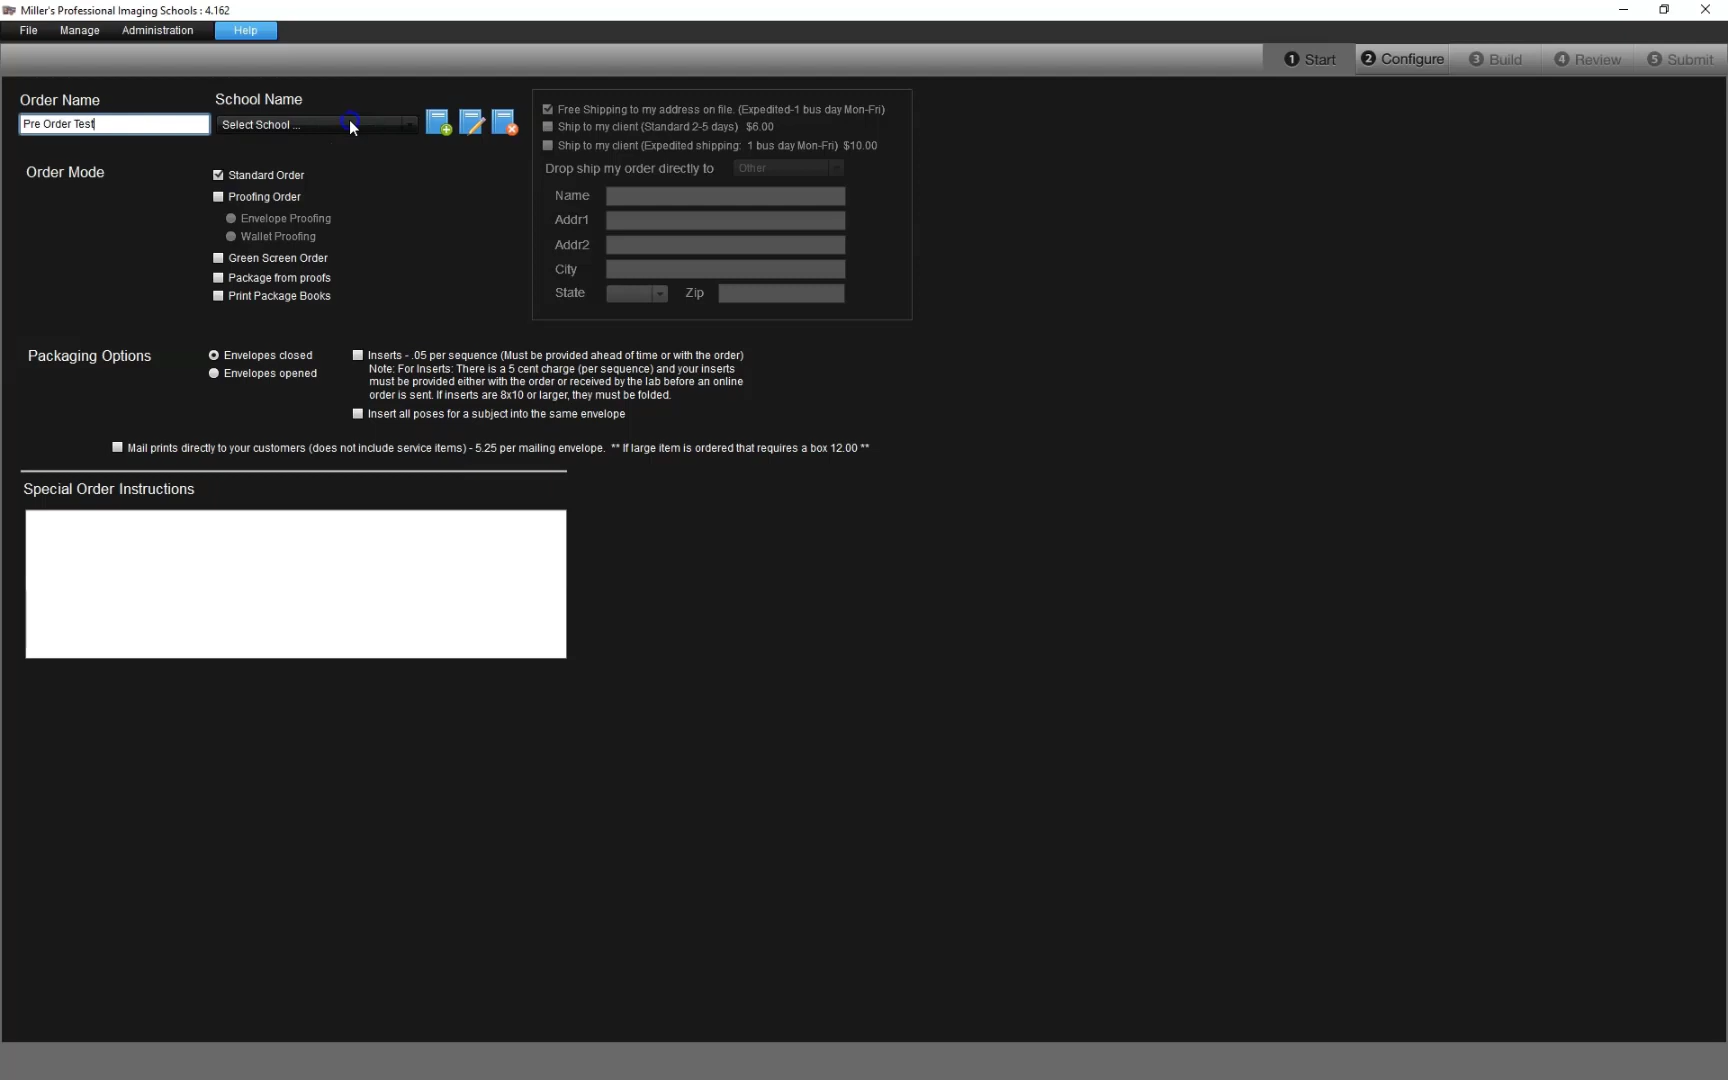 Miller's Professional Imaging Schools : 4.162
File Manage Administration Help
1 Start 2 Configure 3 Build 4 Review 5 Submit
Order Name
Pre Order Test
School Name
Select School ...
Order Mode
Standard Order
Proofing Order
Envelope Proofing
Wallet Proofing
Green Screen Order
Package from proofs
Print Package Books
Free Shipping to my address on file. (Expedited-1 bus day Mon-Fri)
Ship to my client (Standard 2-5 days) $6.00
Ship to my client (Expedited shipping: 1 bus day Mon-Fri) $10.00
Drop ship my order directly to Other
Name
Addr1
Addr2
City
State Zip
Packaging Options
Envelopes closed
Envelopes opened
Inserts - .05 per sequence (Must be provided ahead of time or with the order)
Note: For Inserts: There is a 5 cent charge (per sequence) and your inserts
must be provided either with the order or received by the lab before an online
order is sent. If inserts are 8x10 or larger, they must be folded.
Insert all poses for a subject into the same envelope
Mail prints directly to your customers (does not include service items) - 5.25 per mailing envelope. ** If large item is ordered that requires a box 12.00 **
Special Order Instructions